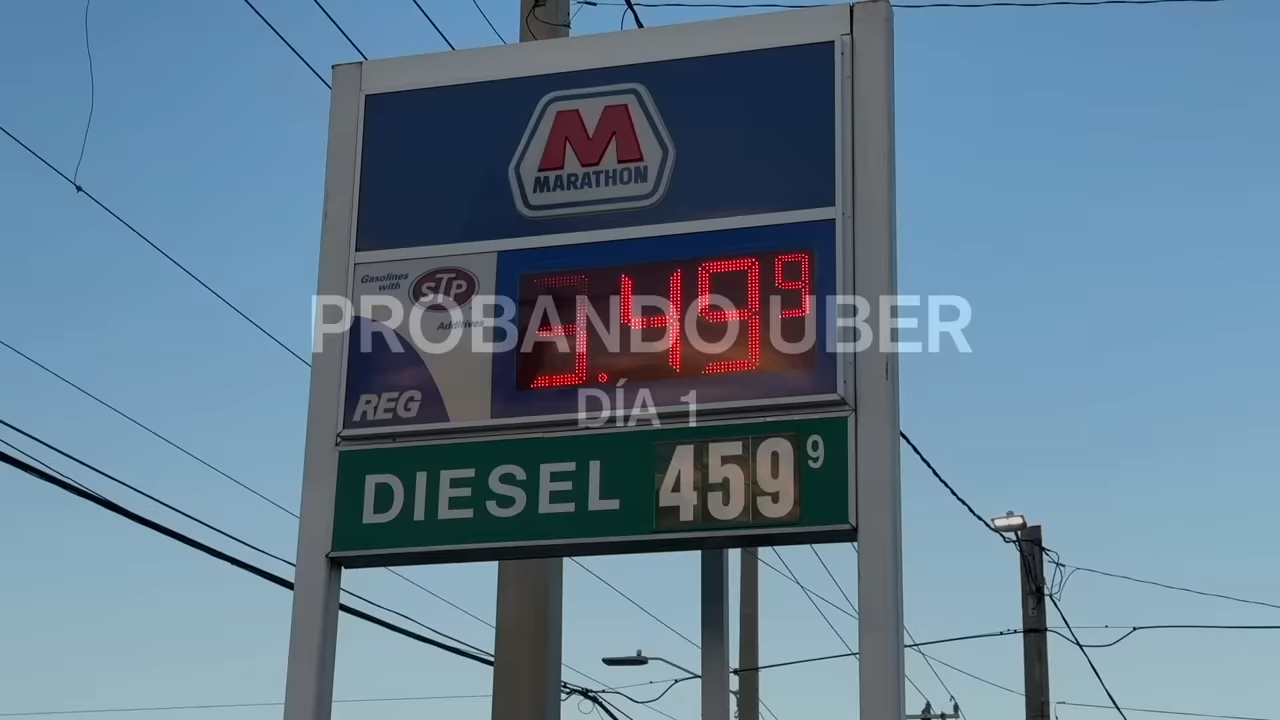 M
MARATHON
Gasolines
with
STP
Additives
3.49 9
PROBANDO UBER
DÍA 1
REG
DIESEL 459 9